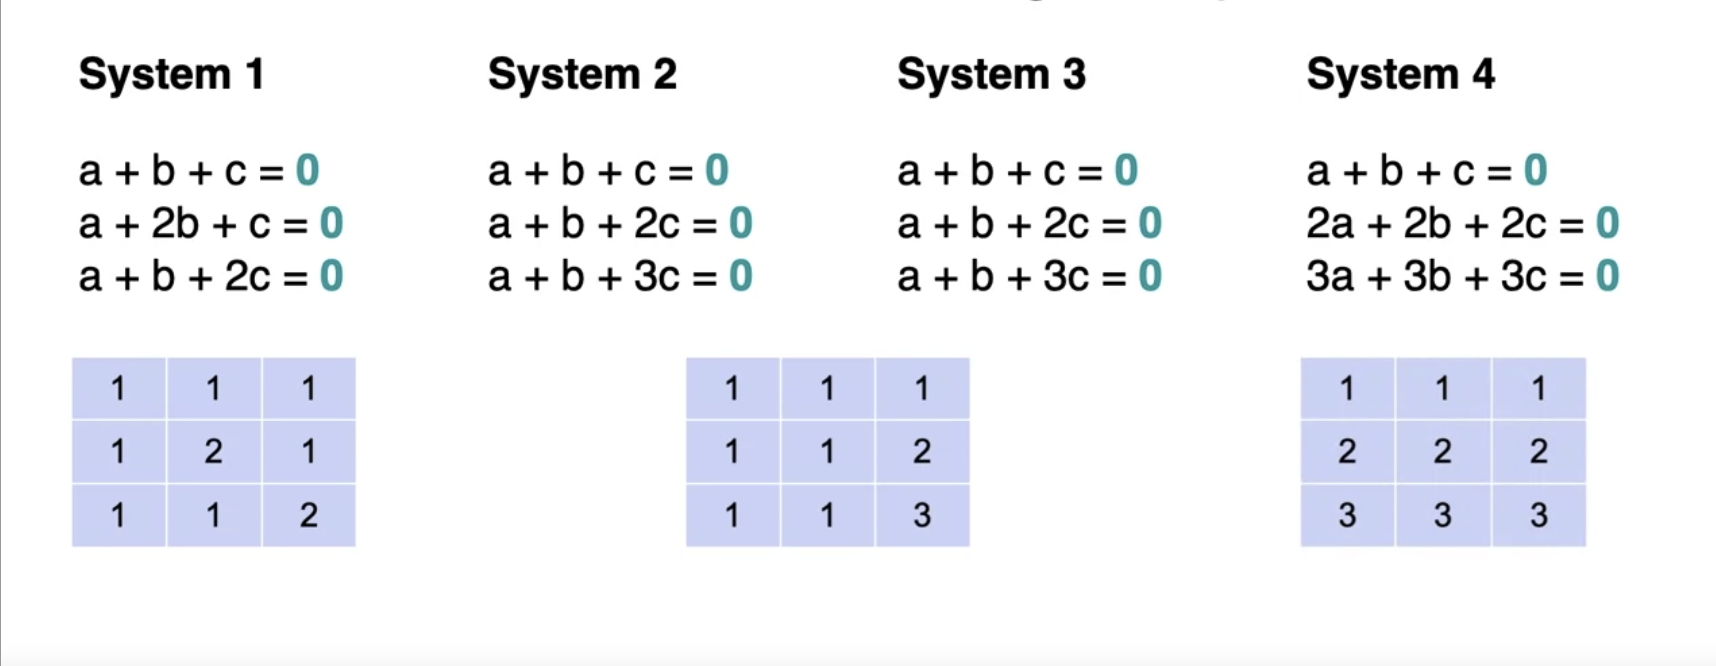 System 1
a + b + c = 0
a + 2b + c = 0
a + b + 2c = 0
1 1 1
1 2 1
1 1 2
System 2
a + b + c = 0
a + b + 2c = 0
a + b + 3c = 0
System 3
a + b + c = 0
a + b + 2c = 0
a + b + 3c = 0
1 1 1
1 1 2
1 1 3
System 4
a + b + c = 0
2a + 2b + 2c = 0
3a + 3b + 3c = 0
1 1 1
2 2 2
3 3 3